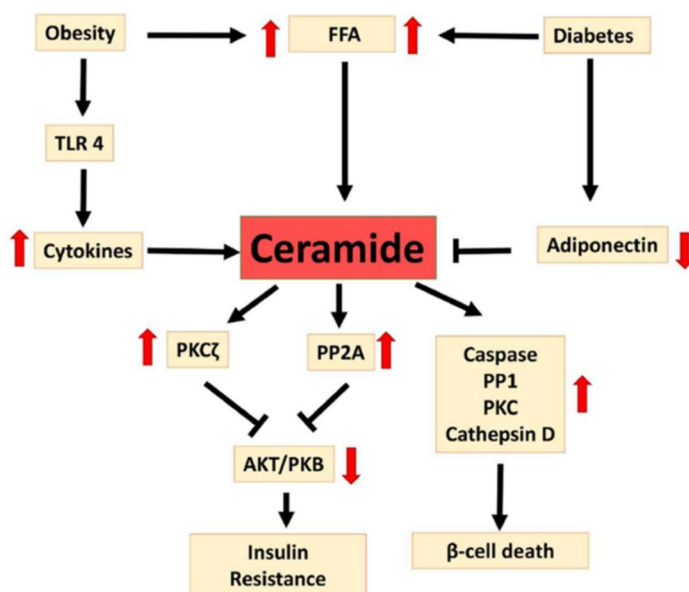 Obesity
FFA
Diabetes
TLR 4
Cytokines
Ceramide
Adiponectin
PKCζ
PP2A
Caspase
PP1
PKC
Cathepsin D
AKT/PKB
Insulin
Resistance
β-cell death